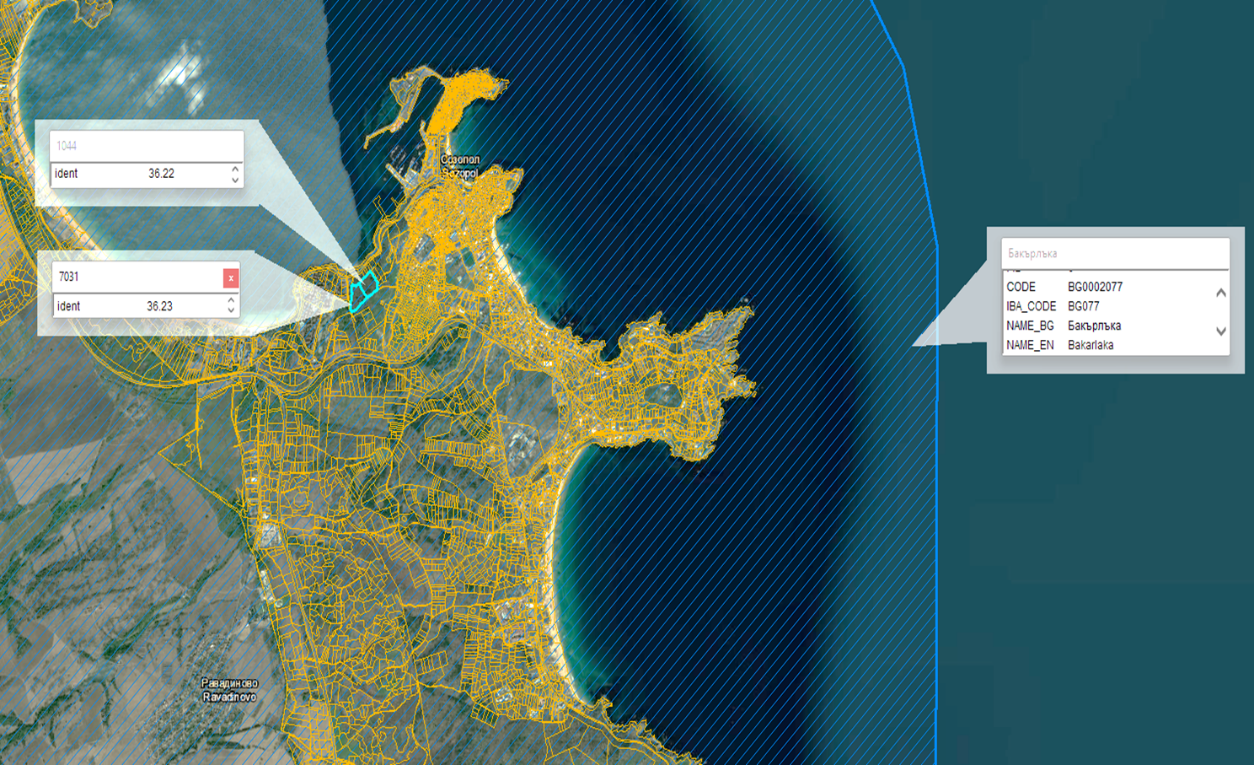 Созопол
Sozopol
1044
ident 36.22
7031 x
ident 36.23
Бакърлъка
CODE BG0002077
IBA_CODE BG077
NAME_BG Бакърлъка
NAME_EN Bakarlaka
Равадиново
Ravadinovo